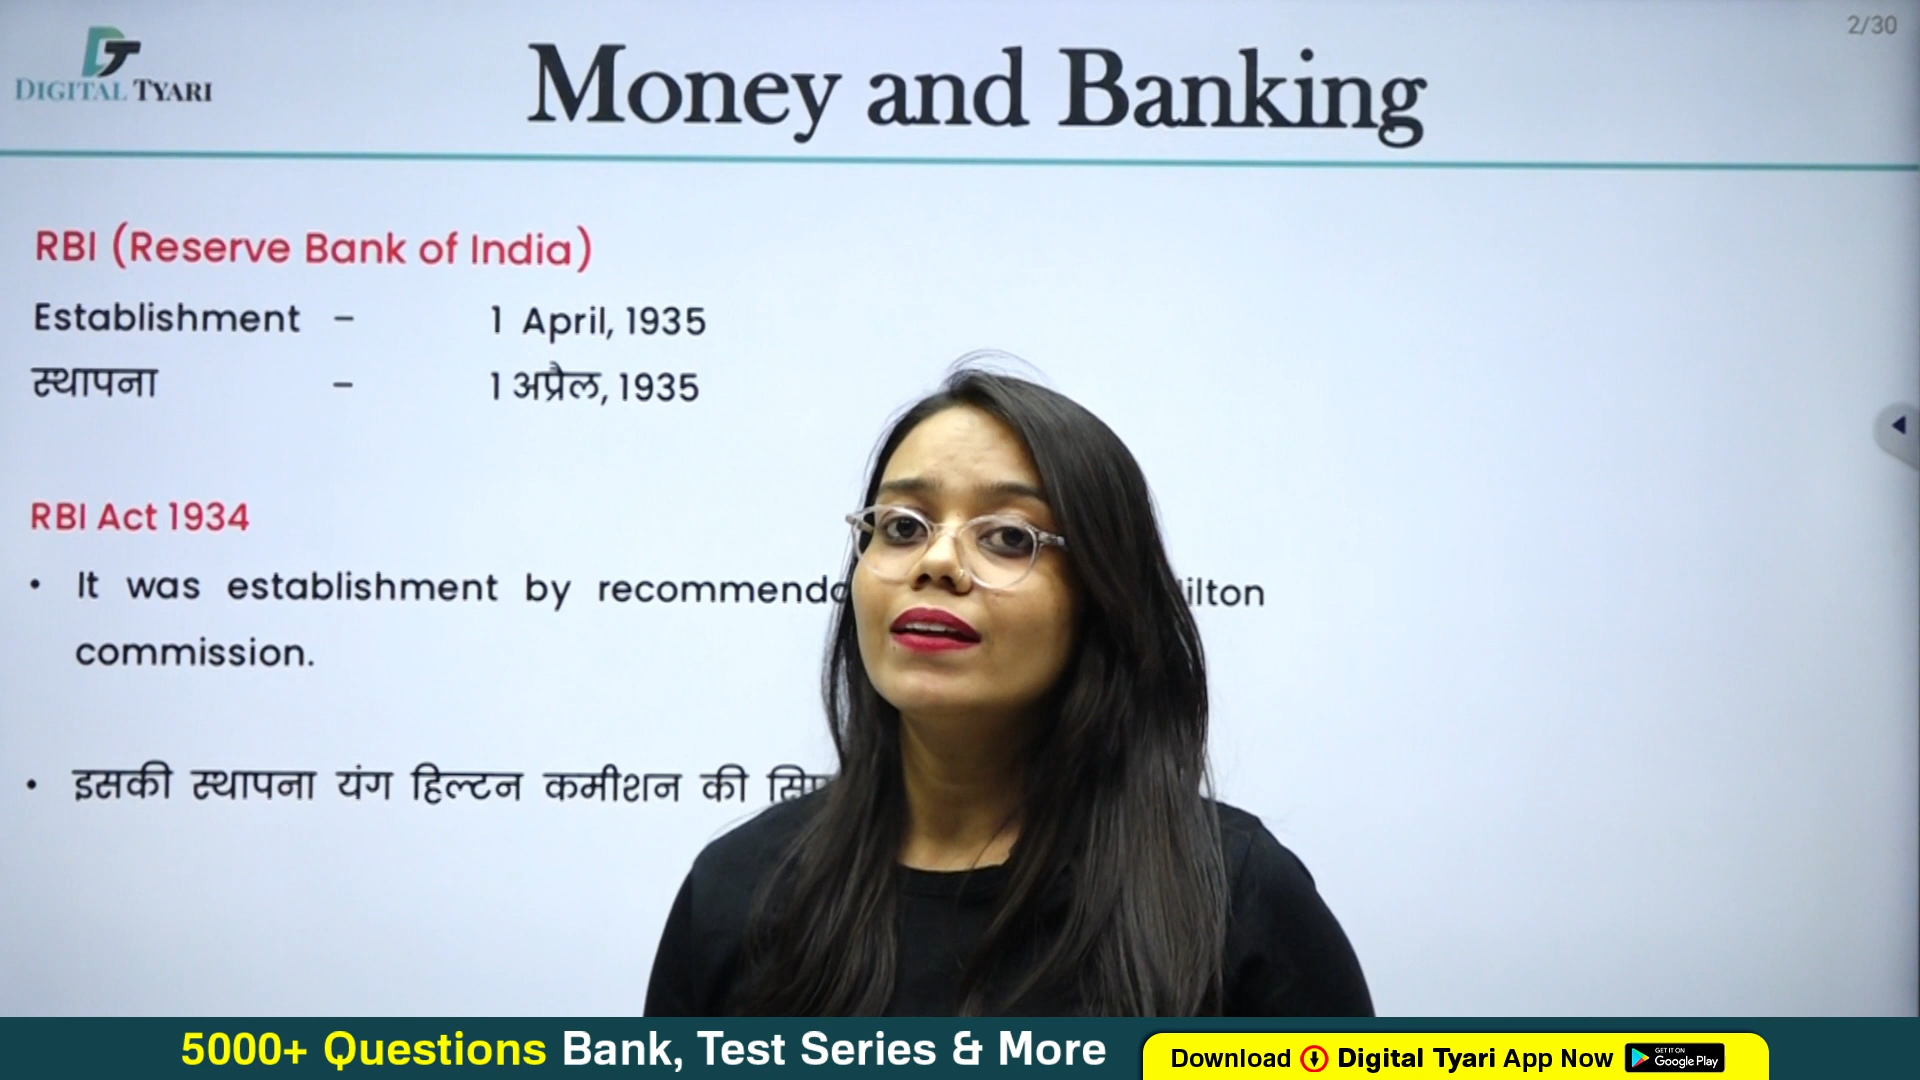 DT
DIGITAL TYARI
Money and Banking
2/30
RBI (Reserve Bank of India)
Establishment - 1 April, 1935
स्थापना - 1 अप्रैल, 1935
RBI Act 1934
• It was establishment by recommenda ilton
commission.
• इसकी स्थापना यंग हिल्टन कमीशन की
5000+ Questions Bank, Test Series & More
Download Digital Tyari App Now GET IT ON Google Play